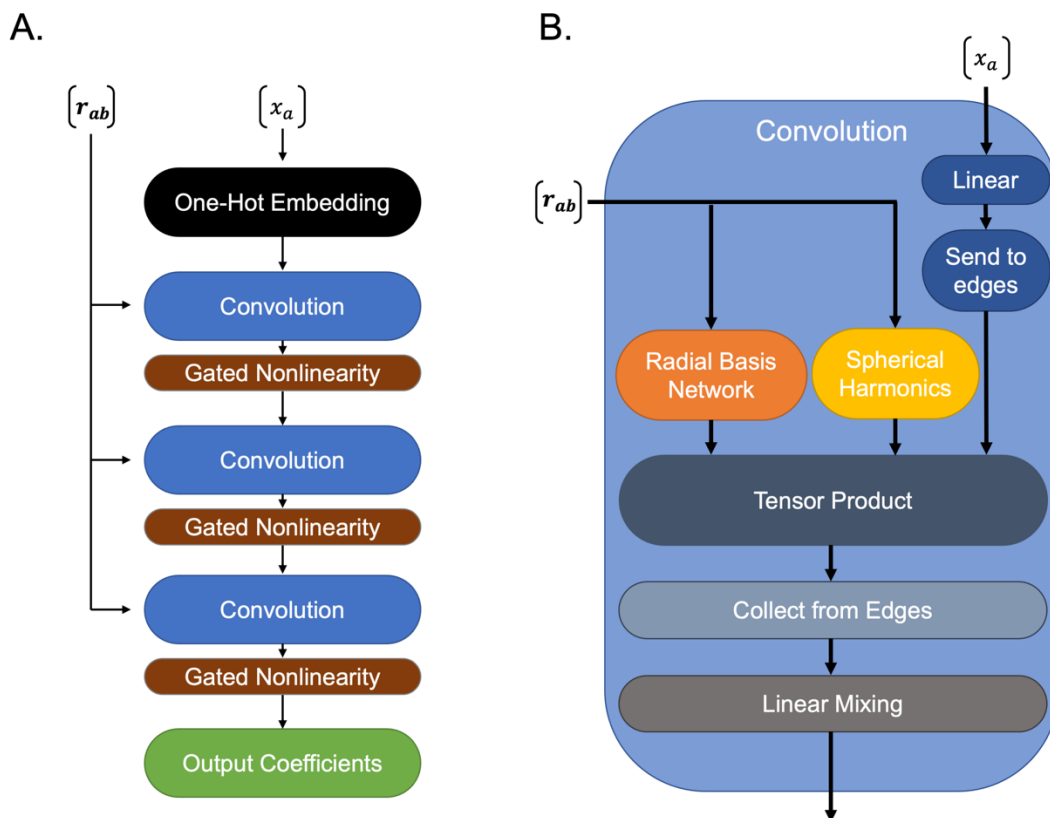 A.
[r_ab]
[x_a]
One-Hot Embedding
Convolution
Gated Nonlinearity
Convolution
Gated Nonlinearity
Convolution
Gated Nonlinearity
Output Coefficients
B.
[x_a]
Convolution
Linear
[r_ab]
Send to
edges
Radial Basis
Network
Spherical
Harmonics
Tensor Product
Collect from Edges
Linear Mixing